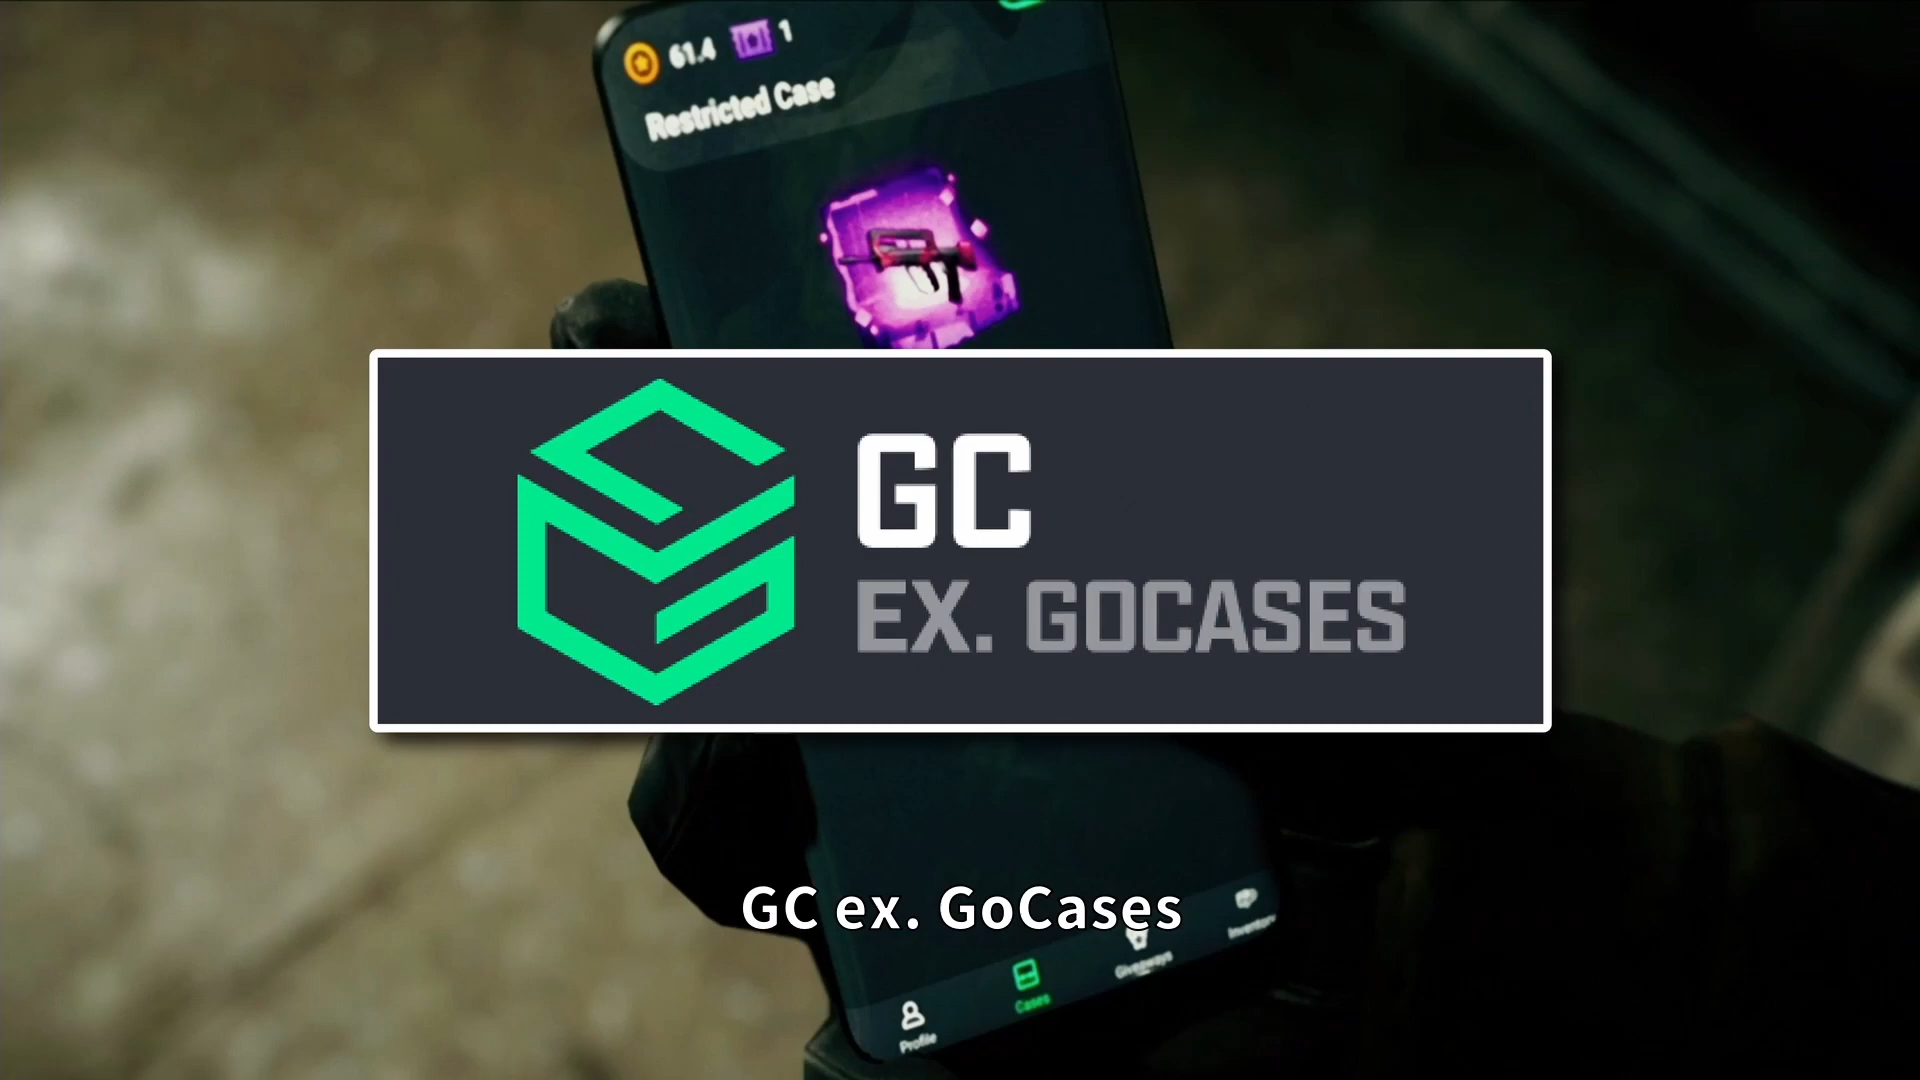 61.4 1
Restricted Case
GC
EX. GOCASES
GC ex. GoCases
Profile
Cases
Giveaways
Inventory